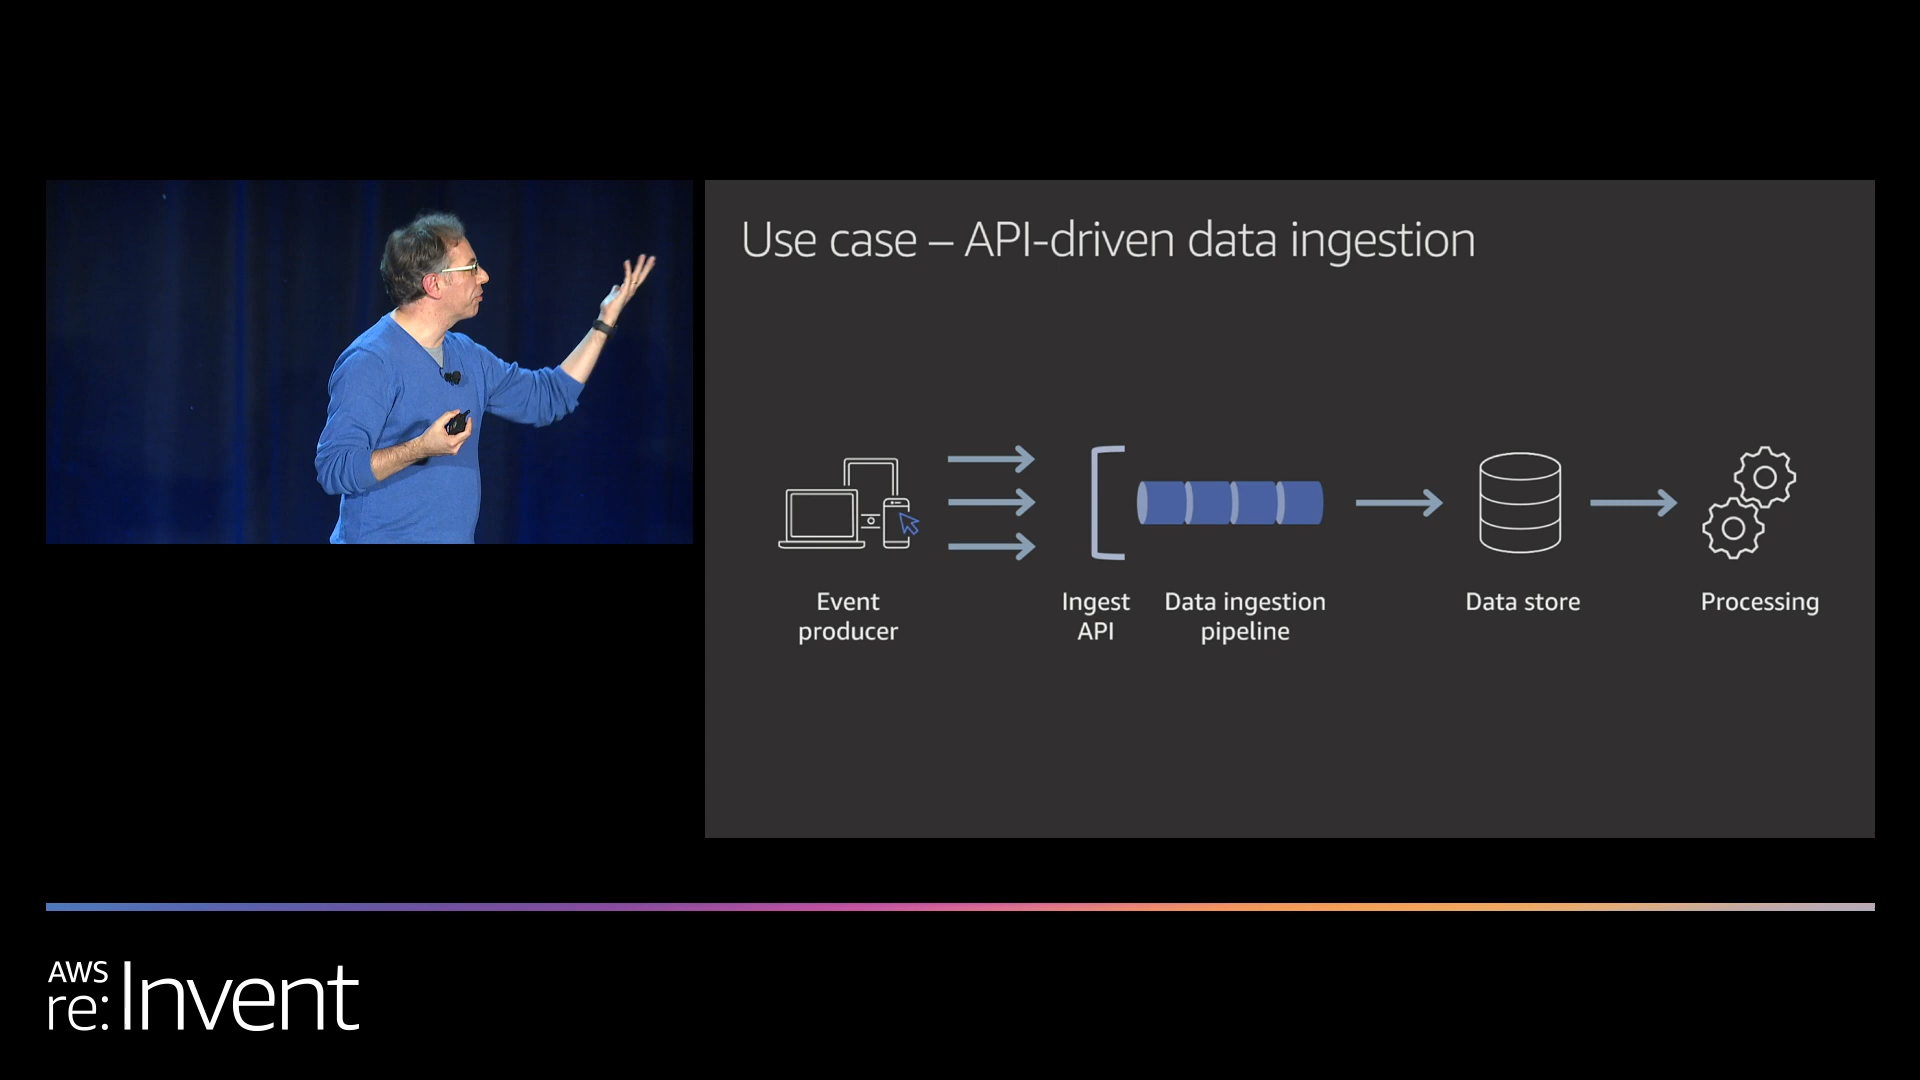 Use case – API-driven data ingestion
Event
producer
Ingest
API
Data ingestion
pipeline
Data store
Processing
AWS
re:Invent